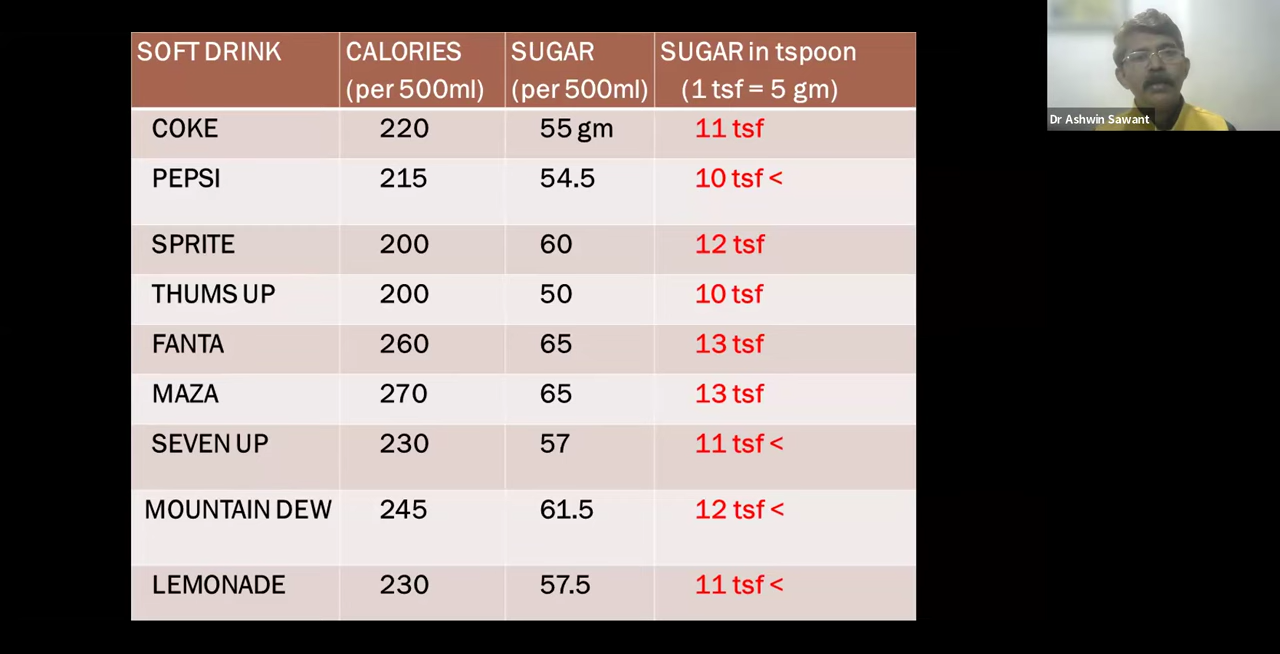 SOFT DRINK CALORIES (per 500ml) SUGAR (per 500ml) SUGAR in tspoon (1 tsf = 5 gm)
COKE 220 55 gm 11 tsf
PEPSI 215 54.5 10 tsf <
SPRITE 200 60 12 tsf
THUMS UP 200 50 10 tsf
FANTA 260 65 13 tsf
MAZA 270 65 13 tsf
SEVEN UP 230 57 11 tsf <
MOUNTAIN DEW 245 61.5 12 tsf <
LEMONADE 230 57.5 11 tsf <
Dr Ashwin Sawant